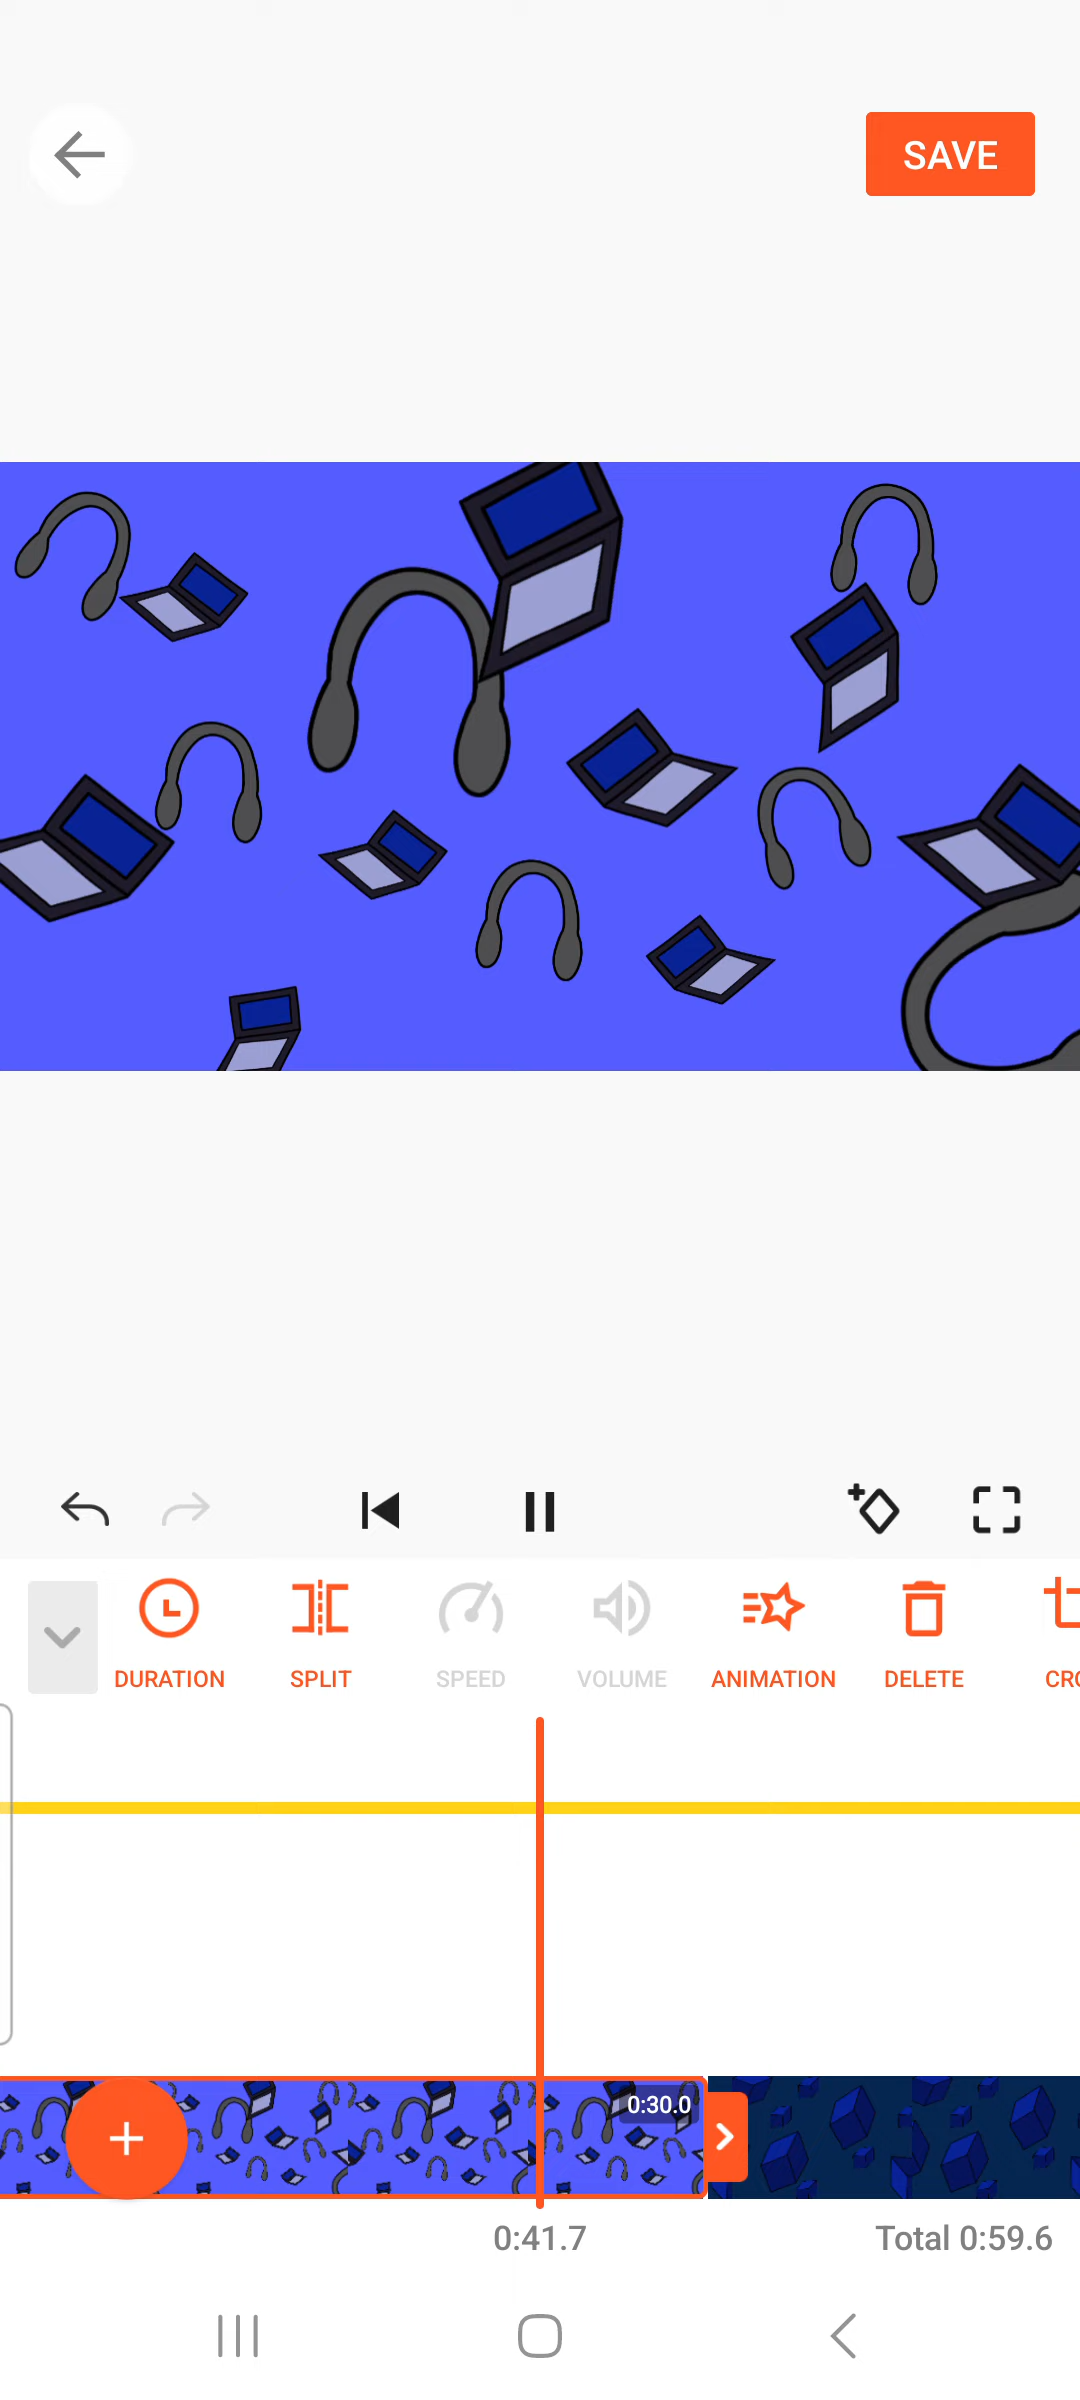 SAVE
DURATION
SPLIT
SPEED
VOLUME
ANIMATION
DELETE
CRO
0:30.0
0:41.7
Total 0:59.6